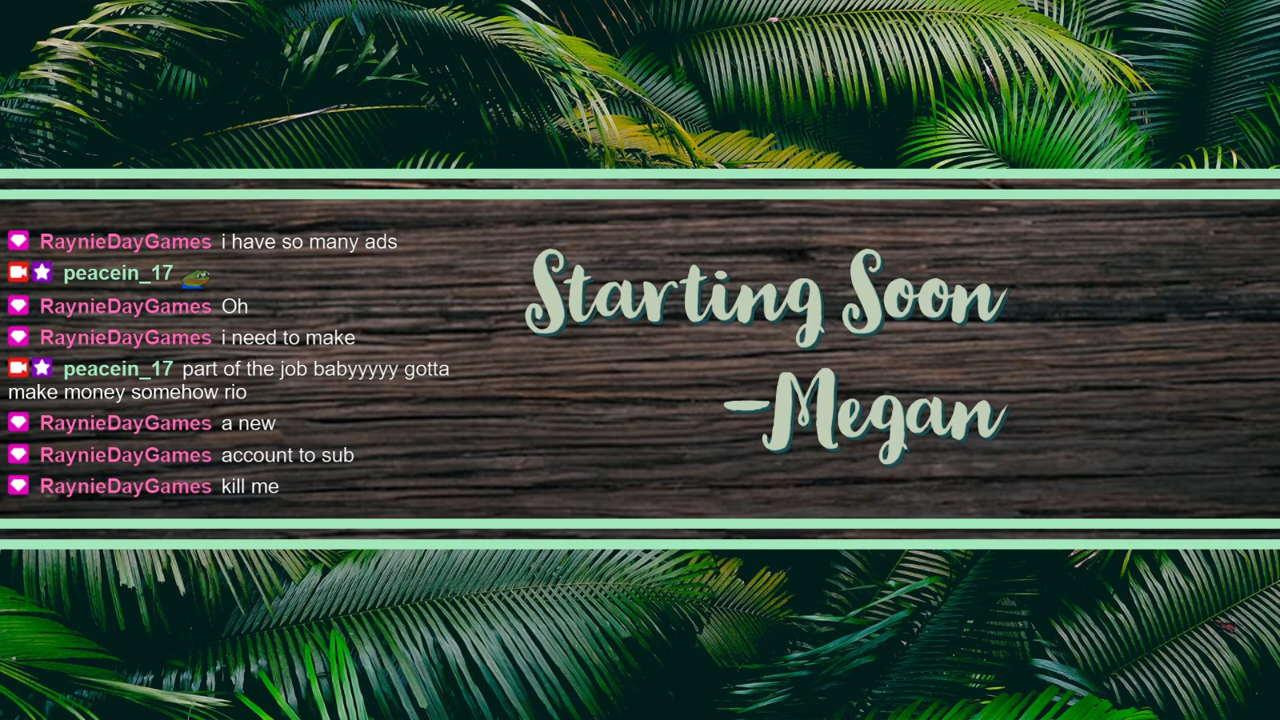 RaynieDayGames i have so many ads
peacein_17
RaynieDayGames Oh
RaynieDayGames i need to make
peacein_17 part of the job babyyyyy gotta
make money somehow rio
RaynieDayGames a new
RaynieDayGames account to sub
RaynieDayGames kill me
Starting Soon
-Megan